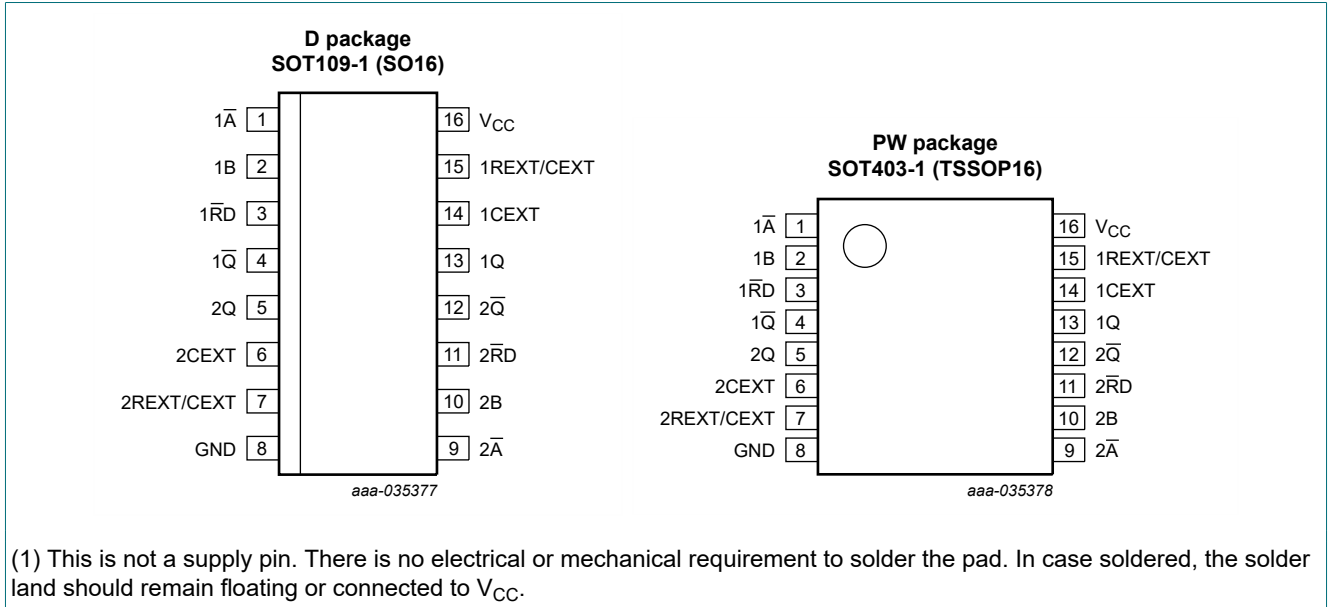 D package
SOT109-1 (SO16)
1A̅ 1
16 VCC
1B 2
15 1REXT/CEXT
1R̅D 3
14 1CEXT
1Q̅ 4
13 1Q
2Q 5
12 2Q̅
2CEXT 6
11 2R̅D
2REXT/CEXT 7
10 2B
GND 8
9 2A̅
aaa-035377
PW package
SOT403-1 (TSSOP16)
1A̅ 1
16 VCC
1B 2
15 1REXT/CEXT
1R̅D 3
14 1CEXT
1Q̅ 4
13 1Q
2Q 5
12 2Q̅
2CEXT 6
11 2R̅D
2REXT/CEXT 7
10 2B
GND 8
9 2A̅
aaa-035378
(1) This is not a supply pin. There is no electrical or mechanical requirement to solder the pad. In case soldered, the solder
land should remain floating or connected to VCC.